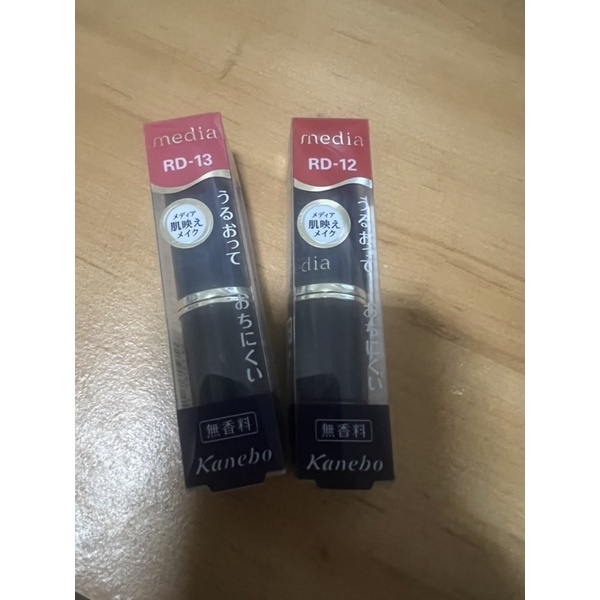 media
RD-13
メディア
肌映え
メイク
うるおって
おちにくい
無香料
Kanebo
media
RD-12
メディア
肌映え
メイク
うるおって
edia
おちにくい
無香料
Kanebo